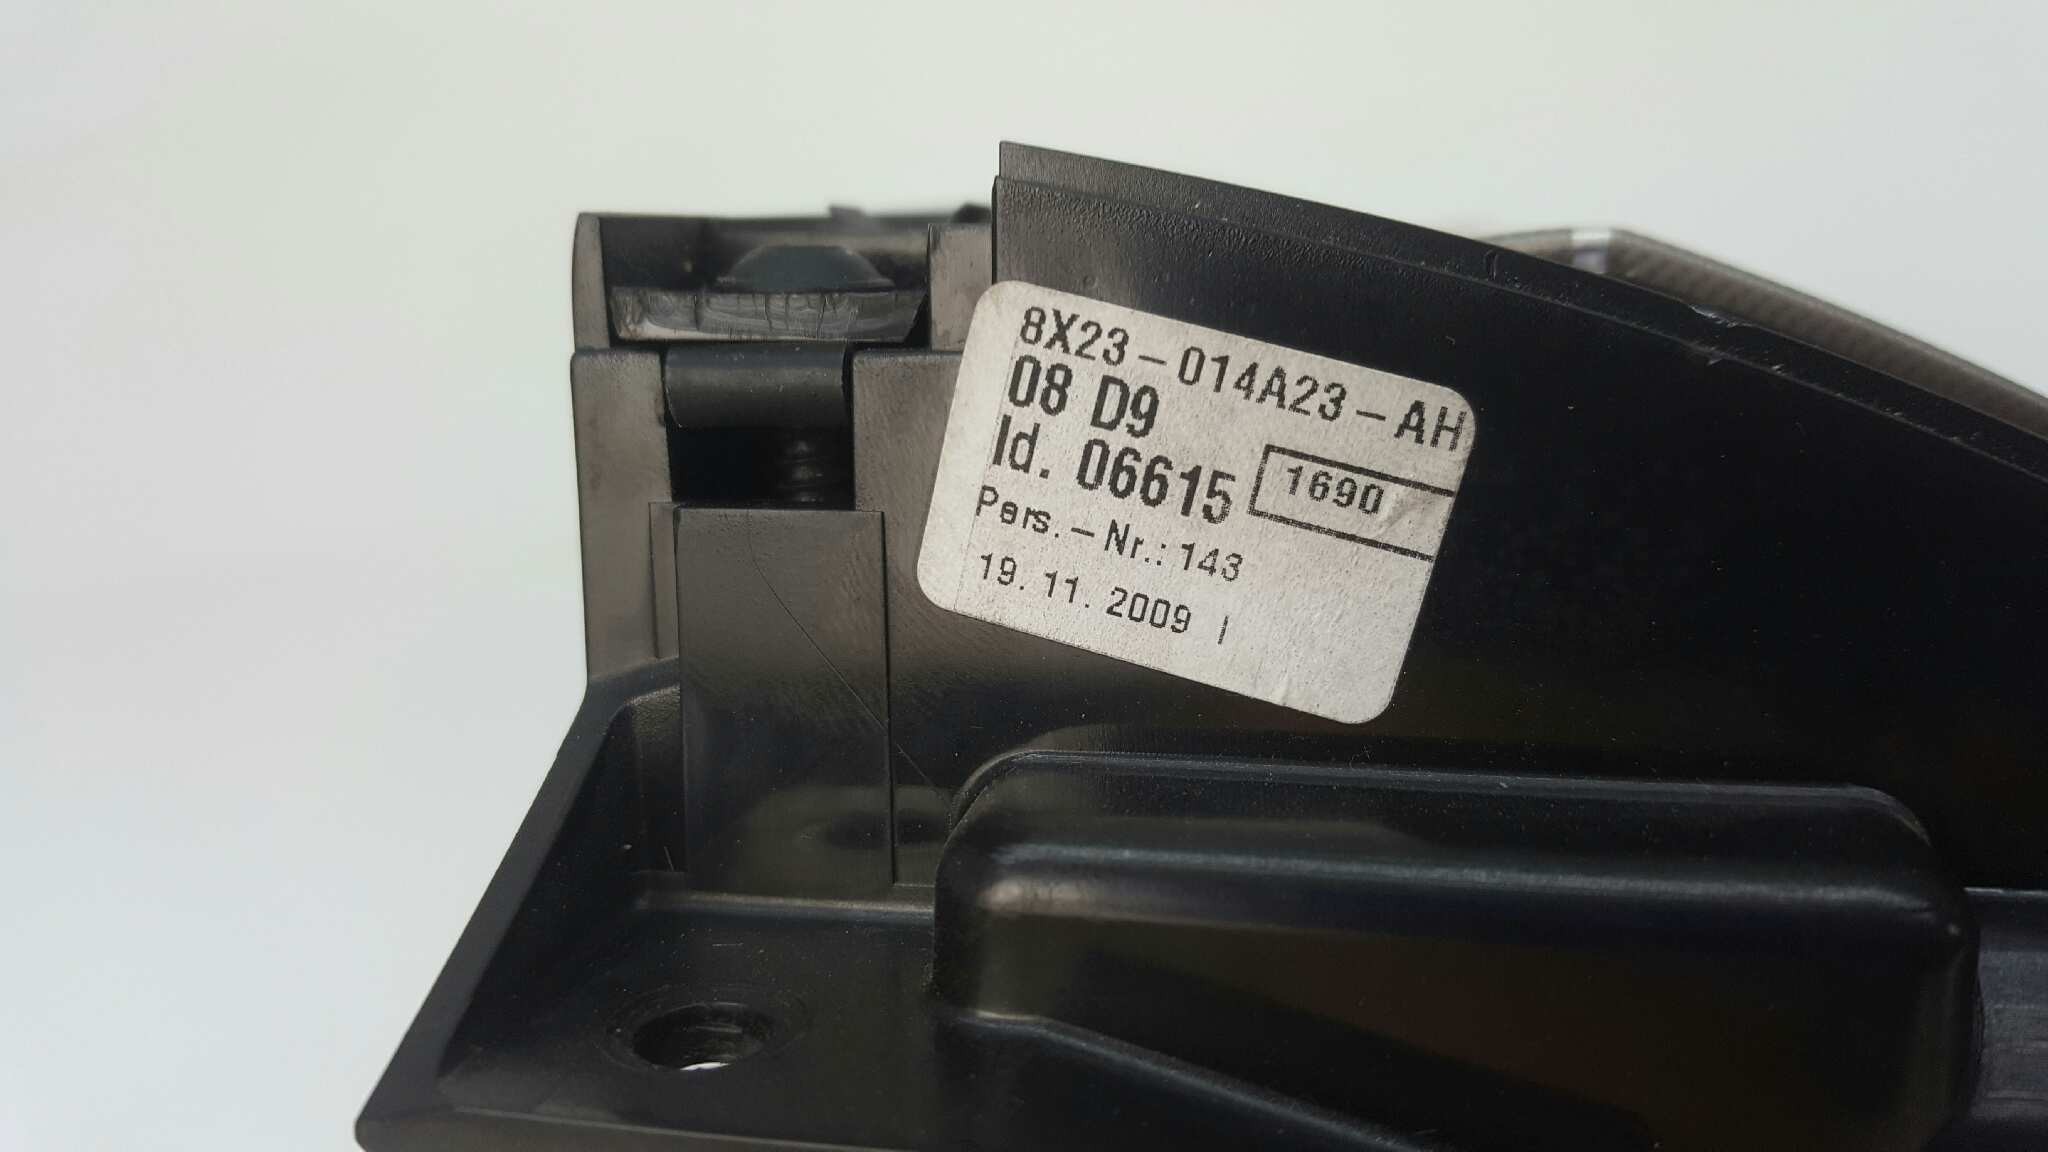 8X23-014A23-AH
08 D9
Id. 06615 1690
Pers.-Nr.: 143
19.11.2009 I